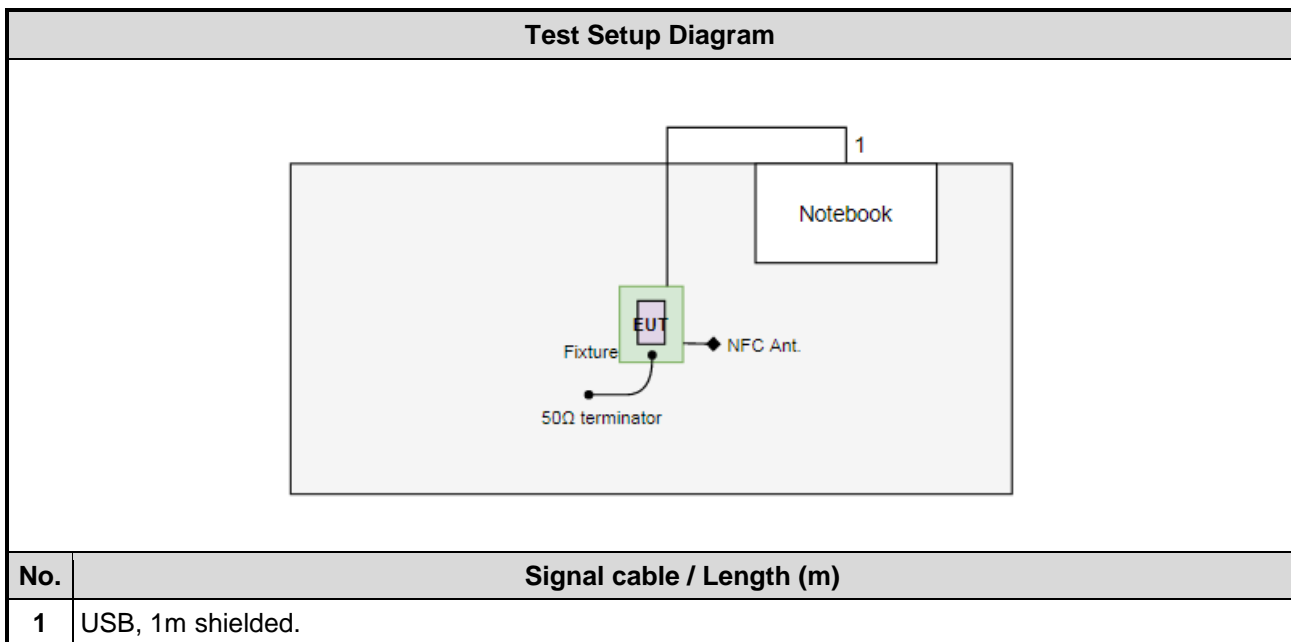 Test Setup Diagram
1
Notebook
EUT
Fixture
NFC Ant.
50Ω terminator
No. Signal cable / Length (m)
1 USB, 1m shielded.